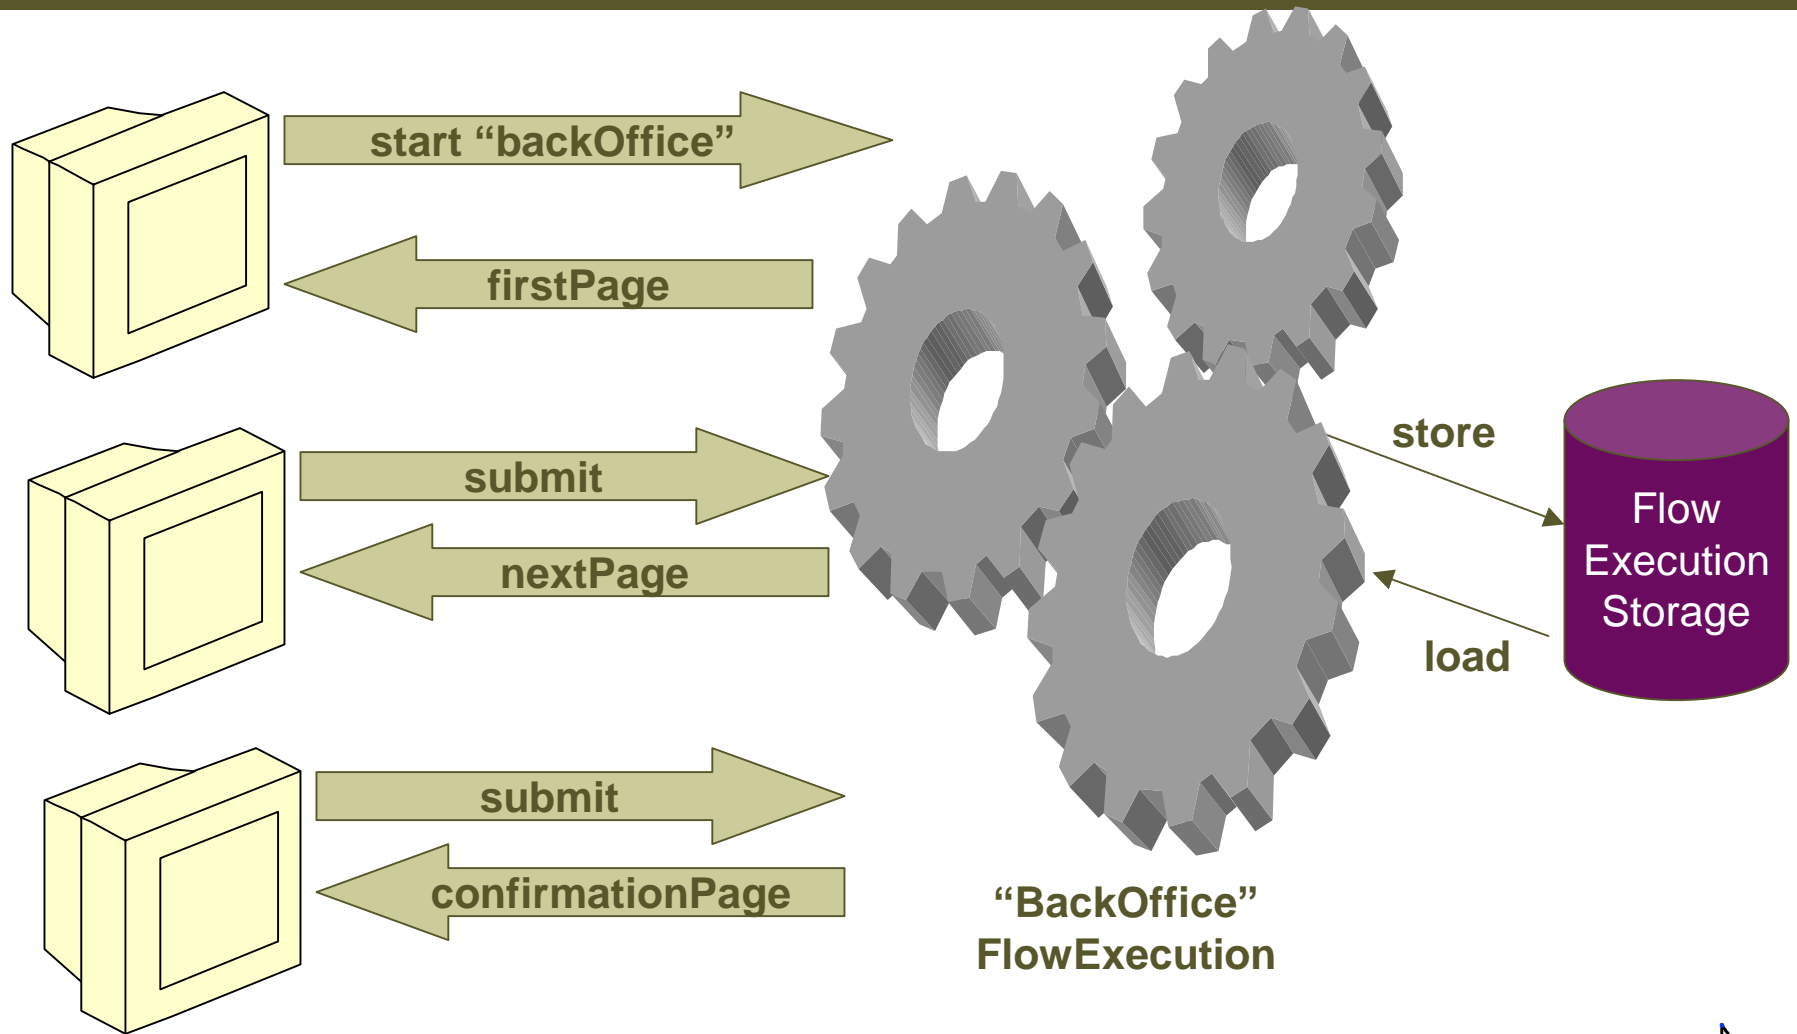 start “backOffice”
firstPage
submit
nextPage
submit
confirmationPage
“BackOffice”
FlowExecution
store
load
Flow
Execution
Storage